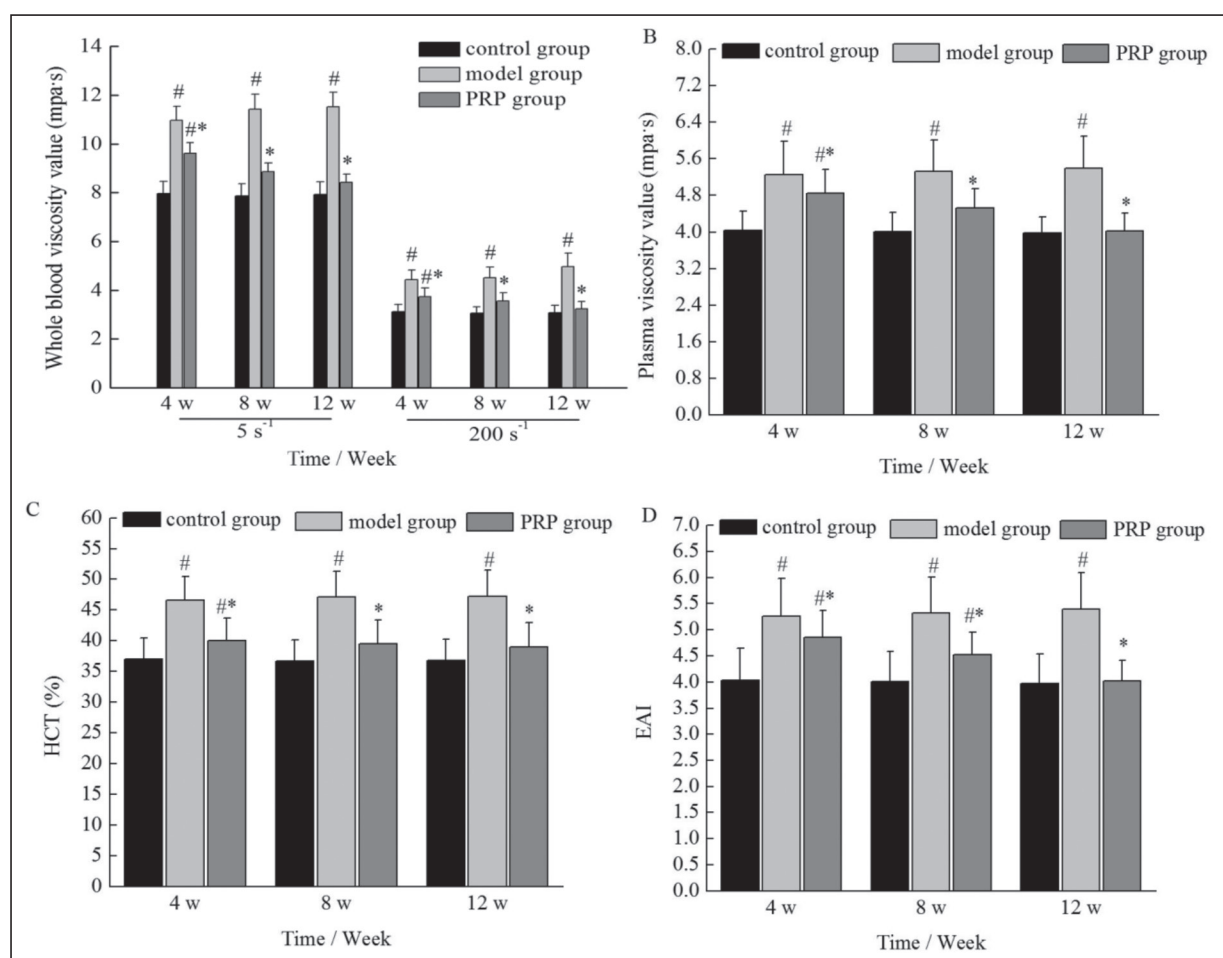 14
12
10
8
6
4
2
0
Whole blood viscosity value (mpa·s)
control group
model group
PRP group
# #* # * # *
# #* # * # *
4 w 8 w 12 w 4 w 8 w 12 w
5 s-1 200 s-1
Time / Week
B
8.0
7.2
6.4
5.6
4.8
4.0
3.2
2.4
1.6
0.8
0.0
Plasma viscosity value (mpa·s)
control group model group PRP group
# #* # * # *
4 w 8 w 12 w
Time / Week
C
60
55
50
45
40
35
30
25
20
15
10
5
0
HCT (%)
control group model group PRP group
# #* # * # *
4 w 8 w 12 w
Time / Week
D
7.0
6.5
6.0
5.5
5.0
4.5
4.0
3.5
3.0
2.5
2.0
1.5
1.0
0.5
0.0
EAI
control group model group PRP group
# #* # #* # *
4 w 8 w 12 w
Time / Week